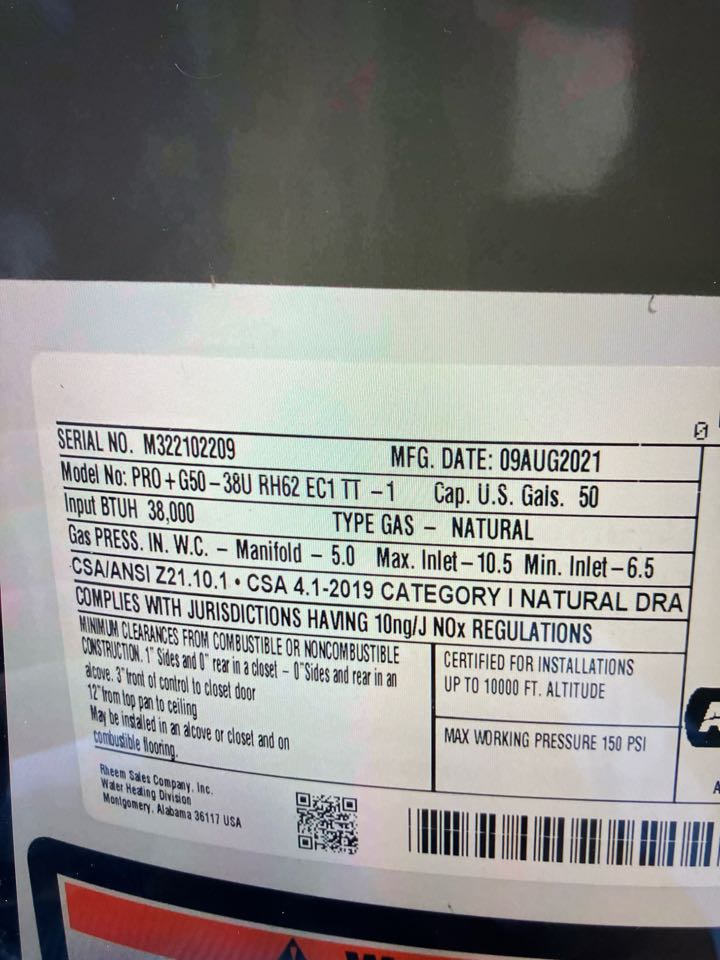 SERIAL NO. M322102209 MFG. DATE: 09AUG2021
Model No: PRO+G50-38U RH62 EC1 TT -1 Cap. U.S. Gals. 50
Input BTUH 38,000 TYPE GAS - NATURAL
Gas PRESS. IN. W.C. - Manifold - 5.0 Max. Inlet-10.5 Min. Inlet-6.5
CSA/ANSI Z21.10.1 • CSA 4.1-2019 CATEGORY I NATURAL DRA
COMPLIES WITH JURISDICTIONS HAVING 10ng/J NOx REGULATIONS
MINIMUM CLEARANCES FROM COMBUSTIBLE OR NONCOMBUSTIBLE
CONSTRUCTION. 1" Sides and 0" rear in a closet - 0"Sides and rear in an
alcove. 3" front of control to closet door
12"from top pan to ceiling
May be installed in an alcove or closet and on
combustible flooring.
CERTIFIED FOR INSTALLATIONS
UP TO 10000 FT. ALTITUDE
MAX WORKING PRESSURE 150 PSI
Rheem Sales Company, Inc.
Water Heating Division
Montgomery, Alabama 36117 USA